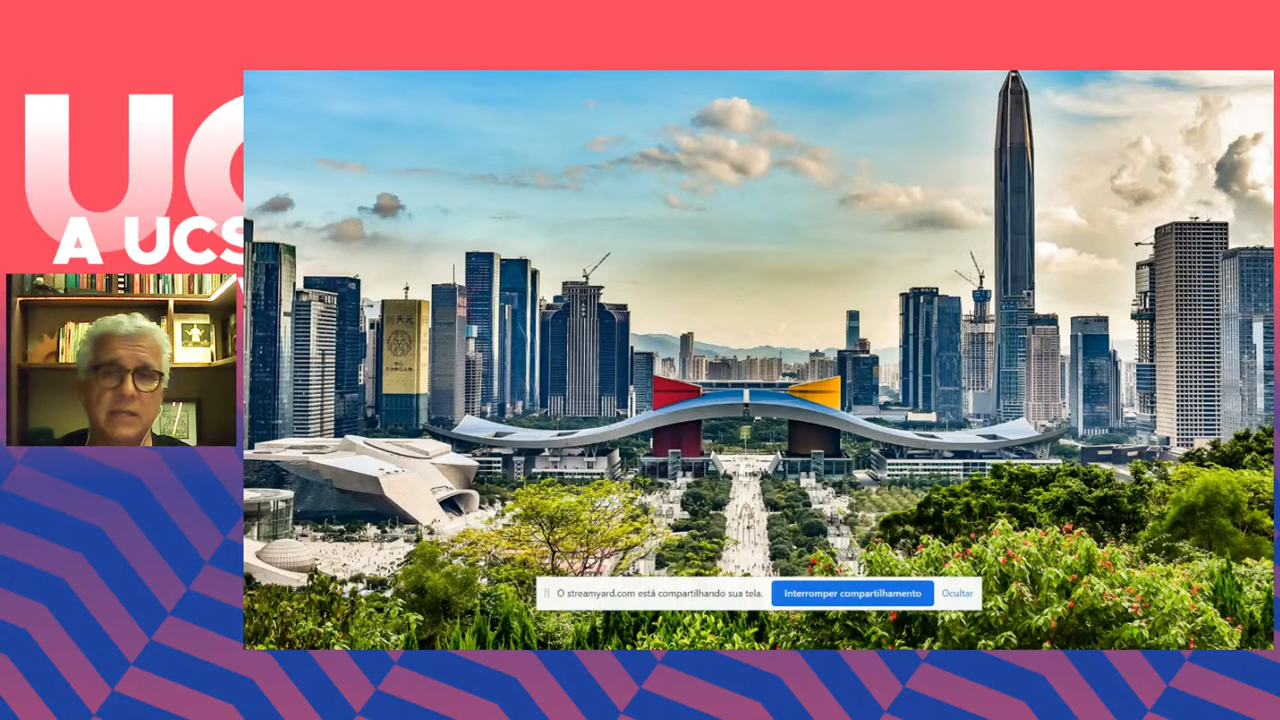 UC
A UCS
O streamyard.com está compartilhando sua tela.
Interromper compartilhamento
Ocultar